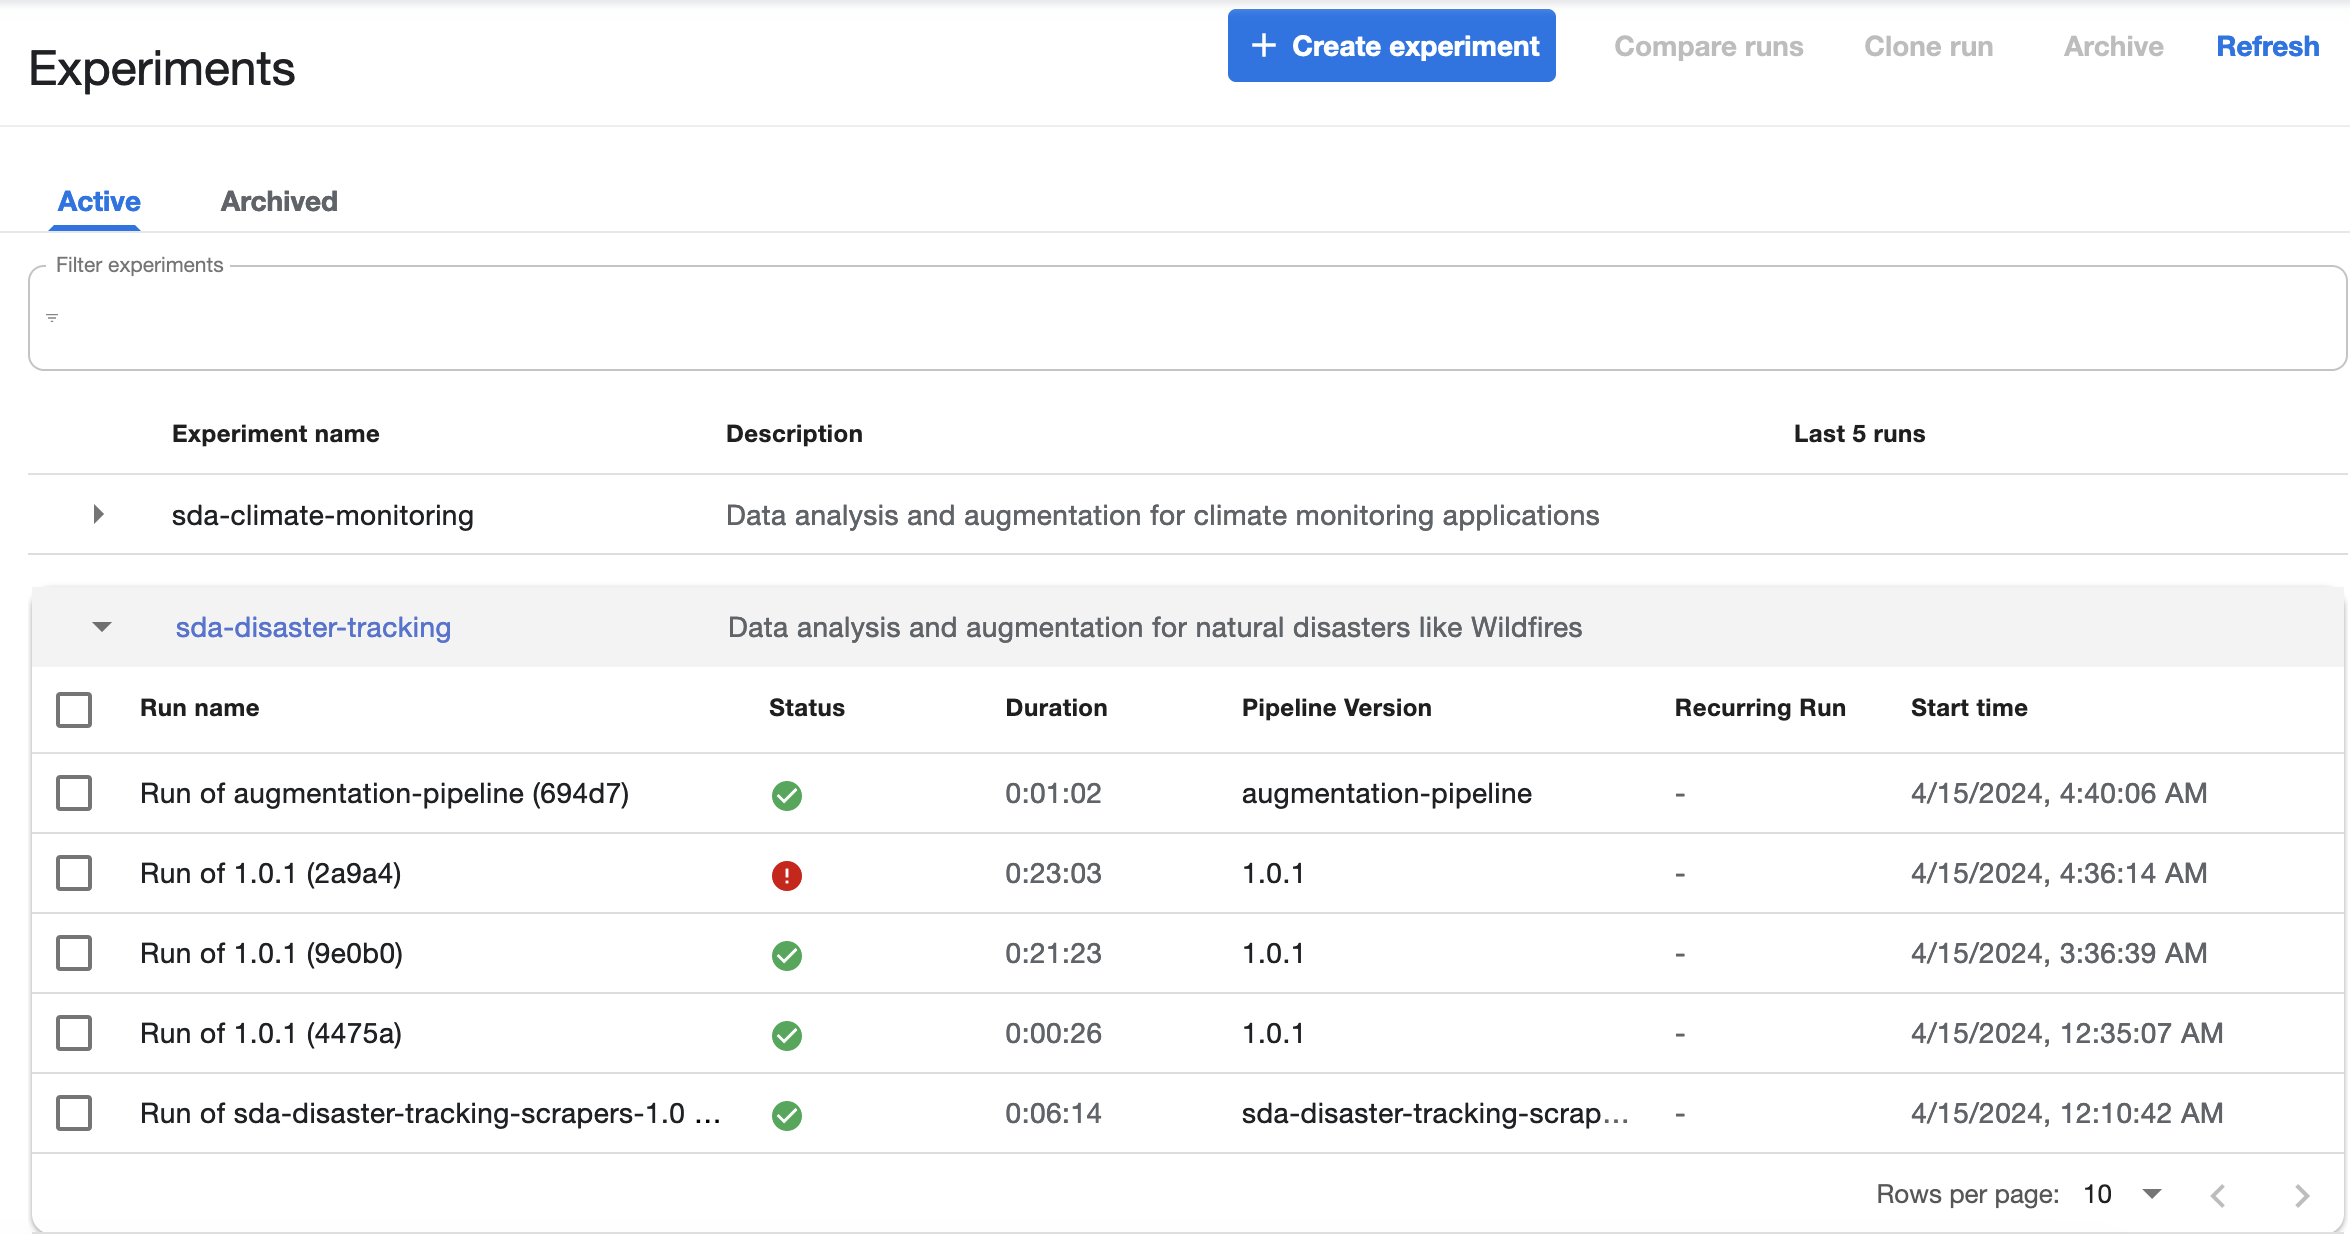 Experiments
+ Create experiment Compare runs Clone run Archive Refresh
Active Archived
Filter experiments
Experiment name Description Last 5 runs
sda-climate-monitoring Data analysis and augmentation for climate monitoring applications
sda-disaster-tracking Data analysis and augmentation for natural disasters like Wildfires
Run name Status Duration Pipeline Version Recurring Run Start time
Run of augmentation-pipeline (694d7) 0:01:02 augmentation-pipeline - 4/15/2024, 4:40:06 AM
Run of 1.0.1 (2a9a4) 0:23:03 1.0.1 - 4/15/2024, 4:36:14 AM
Run of 1.0.1 (9e0b0) 0:21:23 1.0.1 - 4/15/2024, 3:36:39 AM
Run of 1.0.1 (4475a) 0:00:26 1.0.1 - 4/15/2024, 12:35:07 AM
Run of sda-disaster-tracking-scrapers-1.0 ... 0:06:14 sda-disaster-tracking-scrap... - 4/15/2024, 12:10:42 AM
Rows per page: 10